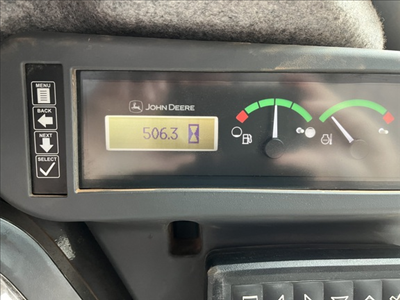 MENU
BACK
NEXT
SELECT
JOHN DEERE
506.3